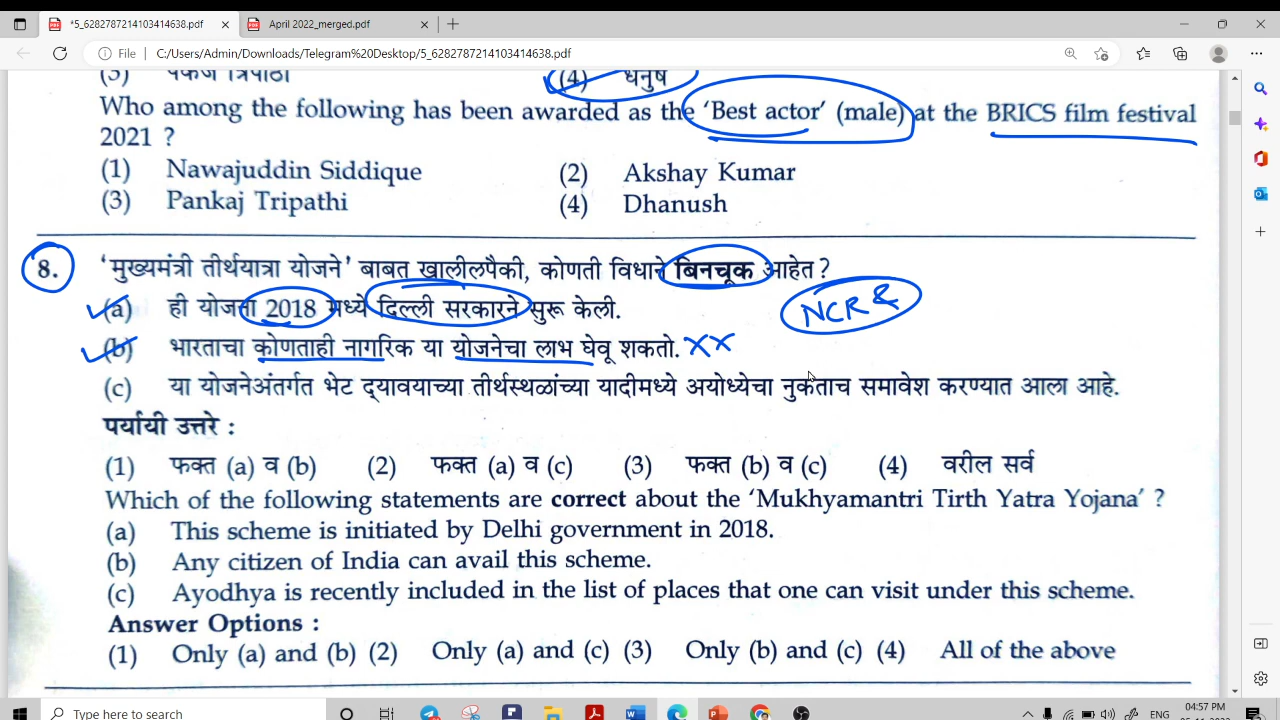 *5_6282787214103414638.pdf
April 2022_merged.pdf
File C:/Users/Admin/Downloads/Telegram%20Desktop/5_6282787214103414638.pdf
(3) पंकज त्रिपाठी (4) धनुष
Who among the following has been awarded as the 'Best actor' (male) at the BRICS film festival
2021 ?
(1) Nawajuddin Siddique (2) Akshay Kumar
(3) Pankaj Tripathi (4) Dhanush
8. 'मुख्यमंत्री तीर्थयात्रा योजने' बाबत खालीलपैकी, कोणती विधाने बिनचूक आहेत ?
(a) ही योजना 2018 मध्ये दिल्ली सरकारने सुरू केली.
NCR &
(b) भारताचा कोणताही नागरिक या योजनेचा लाभ घेवू शकतो. XX
(c) या योजनेअंतर्गत भेट द्यावयाच्या तीर्थस्थळांच्या यादीमध्ये अयोध्येचा नुकताच समावेश करण्यात आला आहे.
पर्यायी उत्तरे :
(1) फक्त (a) व (b) (2) फक्त (a) व (c) (3) फक्त (b) व (c) (4) वरील सर्व
Which of the following statements are correct about the 'Mukhyamantri Tirth Yatra Yojana' ?
(a) This scheme is initiated by Delhi government in 2018.
(b) Any citizen of India can avail this scheme.
(c) Ayodhya is recently included in the list of places that one can visit under this scheme.
Answer Options :
(1) Only (a) and (b) (2) Only (a) and (c) (3) Only (b) and (c) (4) All of the above
Type here to search
04:57 PM